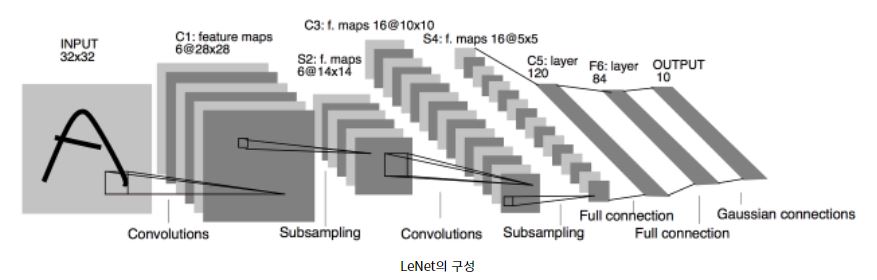 INPUT
32x32
C1: feature maps
6@28x28
S2: f. maps
6@14x14
C3: f. maps 16@10x10
S4: f. maps 16@5x5
C5: layer
120
F6: layer
84
OUTPUT
10
Convolutions
Subsampling
Convolutions
Subsampling
Full connection
Full connection
Gaussian connections
LeNet의 구성